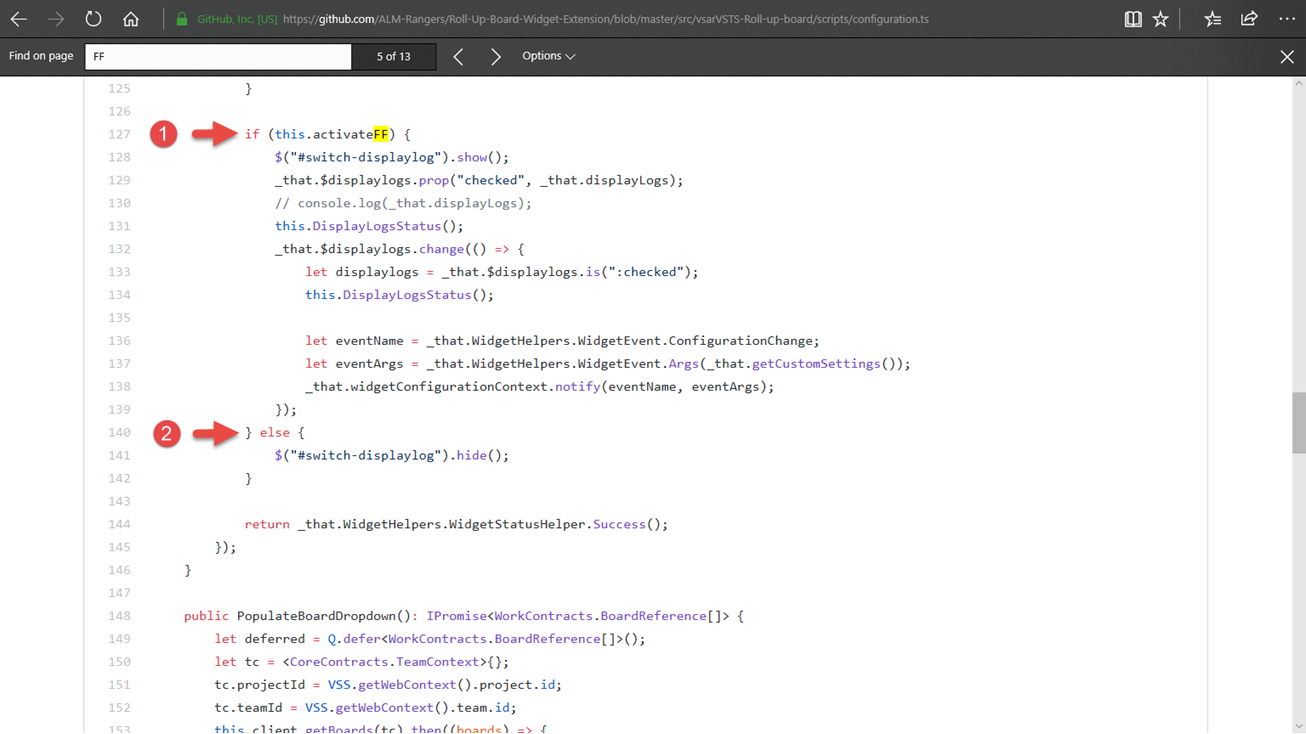 GitHub, Inc. [US] https://github.com/ALM-Rangers/Roll-Up-Board-Widget-Extension/blob/master/src/vsarVSTS-Roll-up-board/scripts/configuration.ts
Find on page FF 5 of 13 Options
125 }
126
127 if (this.activateFF) {
1
128 $("#switch-displaylog").show();
129 _that.$displaylogs.prop("checked", _that.displayLogs);
130 // console.log(_that.displayLogs);
131 this.DisplayLogsStatus();
132 _that.$displaylogs.change(() => {
133 let displaylogs = _that.$displaylogs.is(":checked");
134 this.DisplayLogsStatus();
135
136 let eventName = _that.WidgetHelpers.WidgetEvent.ConfigurationChange;
137 let eventArgs = _that.WidgetHelpers.WidgetEvent.Args(_that.getCustomSettings());
138 _that.widgetConfigurationContext.notify(eventName, eventArgs);
139 });
140 } else {
2
141 $("#switch-displaylog").hide();
142 }
143
144 return _that.WidgetHelpers.WidgetStatusHelper.Success();
145 });
146 }
147
148 public PopulateBoardDropdown(): IPromise<WorkContracts.BoardReference[]> {
149 let deferred = Q.defer<WorkContracts.BoardReference[]>();
150 let tc = <CoreContracts.TeamContext>{};
151 tc.projectId = VSS.getWebContext().project.id;
152 tc.teamId = VSS.getWebContext().team.id;
153 this.client.getBoards(tc).then((boards) => {